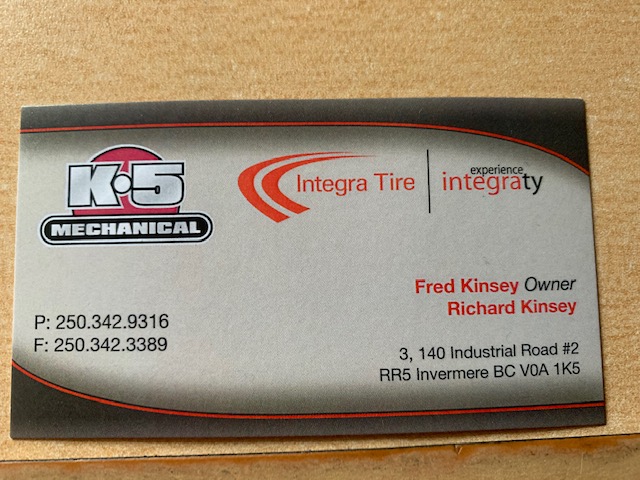 K·5
MECHANICAL
Integra Tire
experience
integraty
Fred Kinsey Owner
Richard Kinsey
P: 250.342.9316
F: 250.342.3389
3, 140 Industrial Road #2
RR5 Invermere BC V0A 1K5